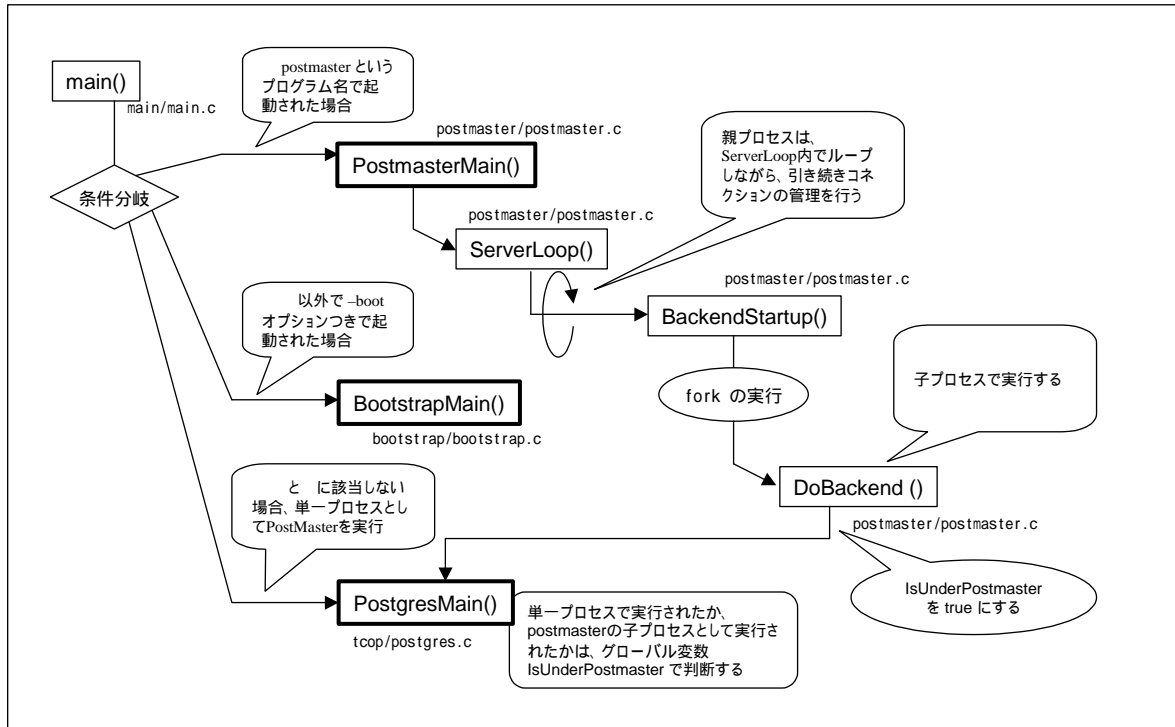 main()
main/main.c
postmaster という
プログラム名で起
動された場合
postmaster/postmaster.c
PostmasterMain()
親プロセスは、
ServerLoop内でループ
しながら、引き続きコネ
クションの管理を行う
条件分岐
postmaster/postmaster.c
ServerLoop()
postmaster/postmaster.c
BackendStartup()
以外で –boot
オプションつきで起
動された場合
fork の実行
子プロセスで実行する
BootstrapMain()
bootstrap/bootstrap.c
DoBackend ()
postmaster/postmaster.c
と に該当しない
場合、単一プロセスとし
てPostMasterを実行
IsUnderPostmaster
を true にする
PostgresMain()
tcop/postgres.c
単一プロセスで実行されたか、
postmasterの子プロセスとして実行さ
れたかは、グローバル変数
IsUnderPostmaster で判断する